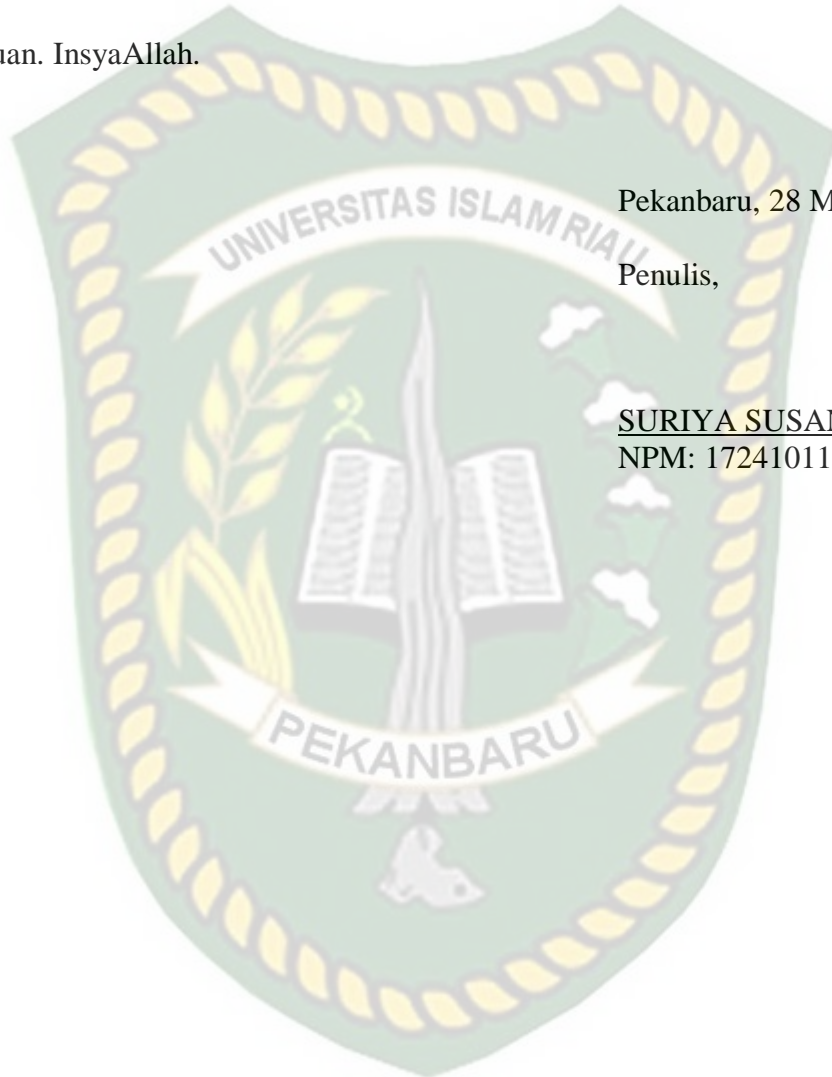 uan. InsyaAllah.
UNIVERSITAS ISLAM RIAU
Pekanbaru, 28 M
Penulis,
SURIYA SUSAN
NPM: 17241011
PEKANBARU